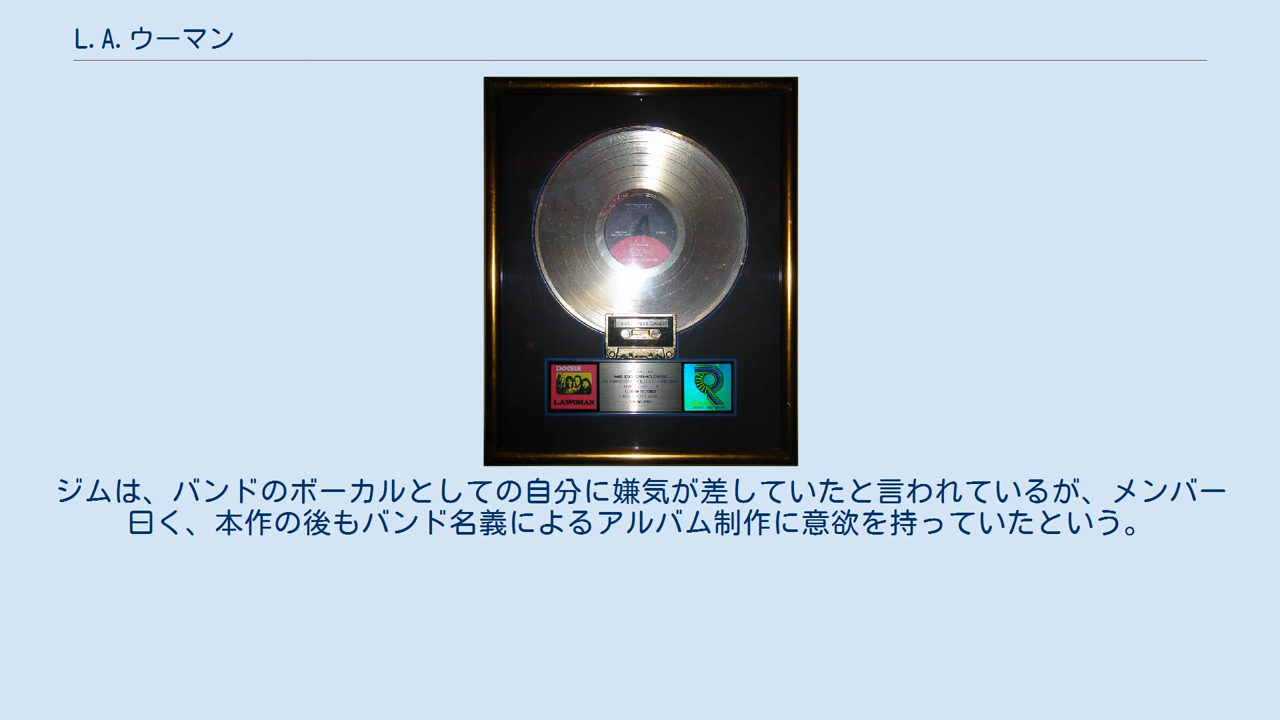 L.A.ウーマン
DOORS
L.A.WOMAN
ジムは、バンドのボーカルとしての自分に嫌気が差していたと言われているが、メンバー
曰く、本作の後もバンド名義によるアルバム制作に意欲を持っていたという。